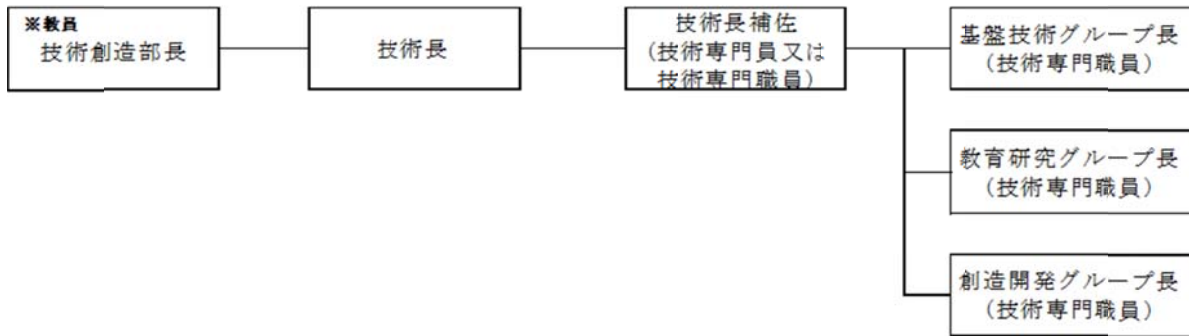 ※教員
技術創造部長
技術長
技術長補佐
(技術専門員又は
技術専門職員)
基盤技術グループ長
(技術専門職員)
教育研究グループ長
(技術専門職員)
創造開発グループ長
(技術専門職員)